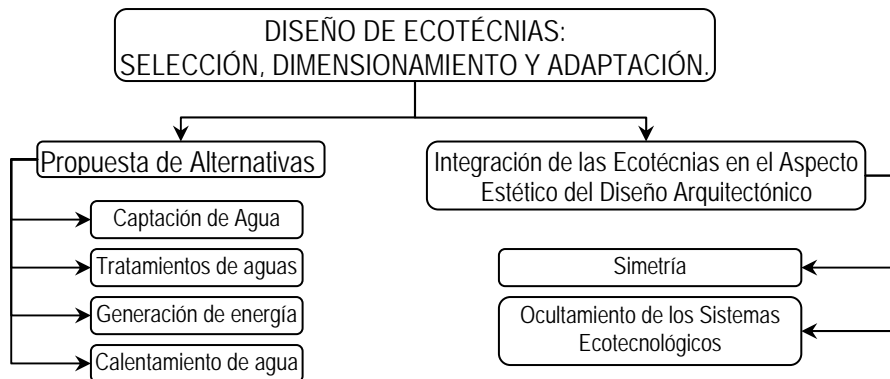 DISEÑO DE ECOTÉCNIAS:
SELECCIÓN, DIMENSIONAMIENTO Y ADAPTACIÓN.
Propuesta de Alternativas
Captación de Agua
Tratamientos de aguas
Generación de energía
Calentamiento de agua
Integración de las Ecotécnias en el Aspecto
Estético del Diseño Arquitectónico
Simetría
Ocultamiento de los Sistemas
Ecotecnológicos